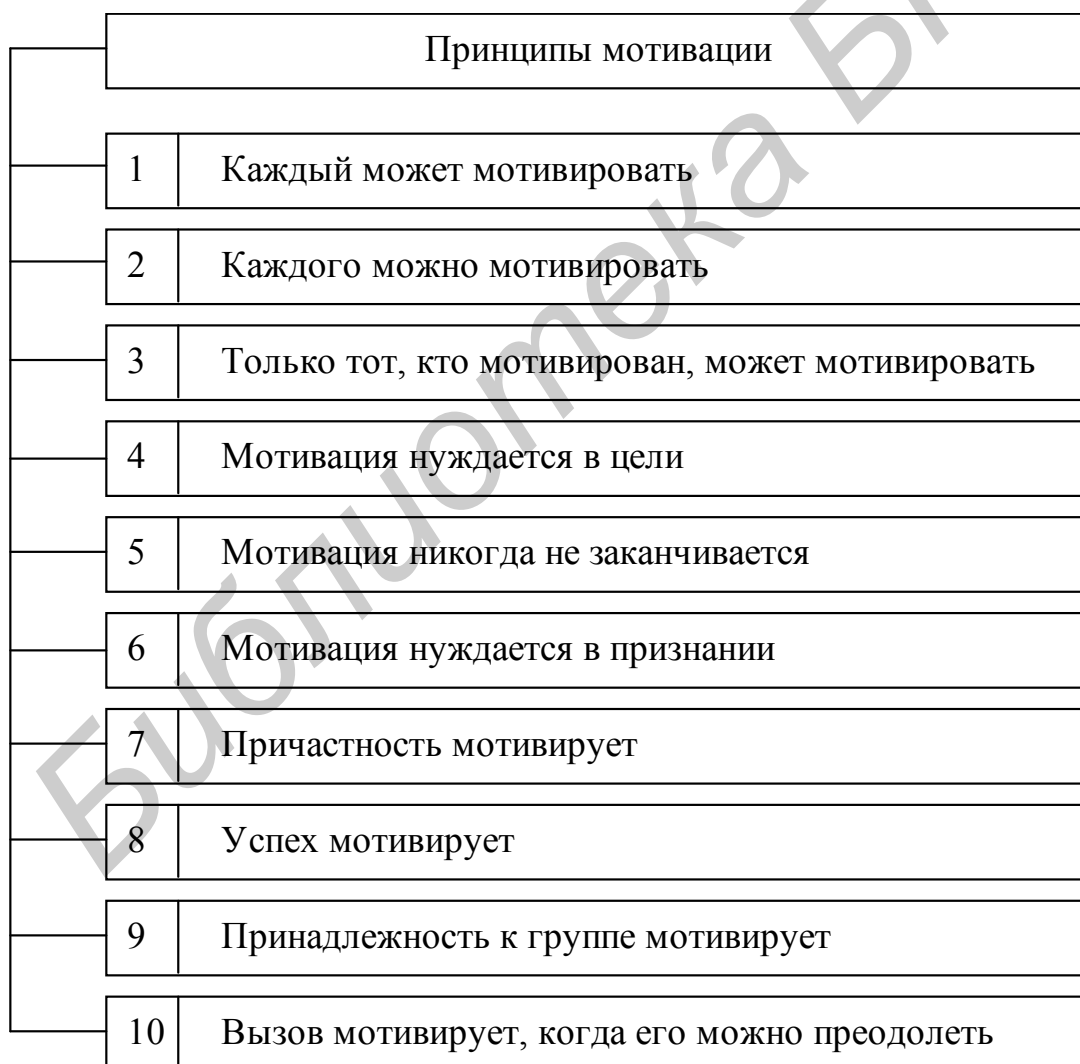 Принципы мотивации
1 Каждый может мотивировать
2 Каждого можно мотивировать
3 Только тот, кто мотивирован, может мотивировать
4 Мотивация нуждается в цели
5 Мотивация никогда не заканчивается
6 Мотивация нуждается в признании
7 Причастность мотивирует
8 Успех мотивирует
9 Принадлежность к группе мотивирует
10 Вызов мотивирует, когда его можно преодолеть
Библиотека